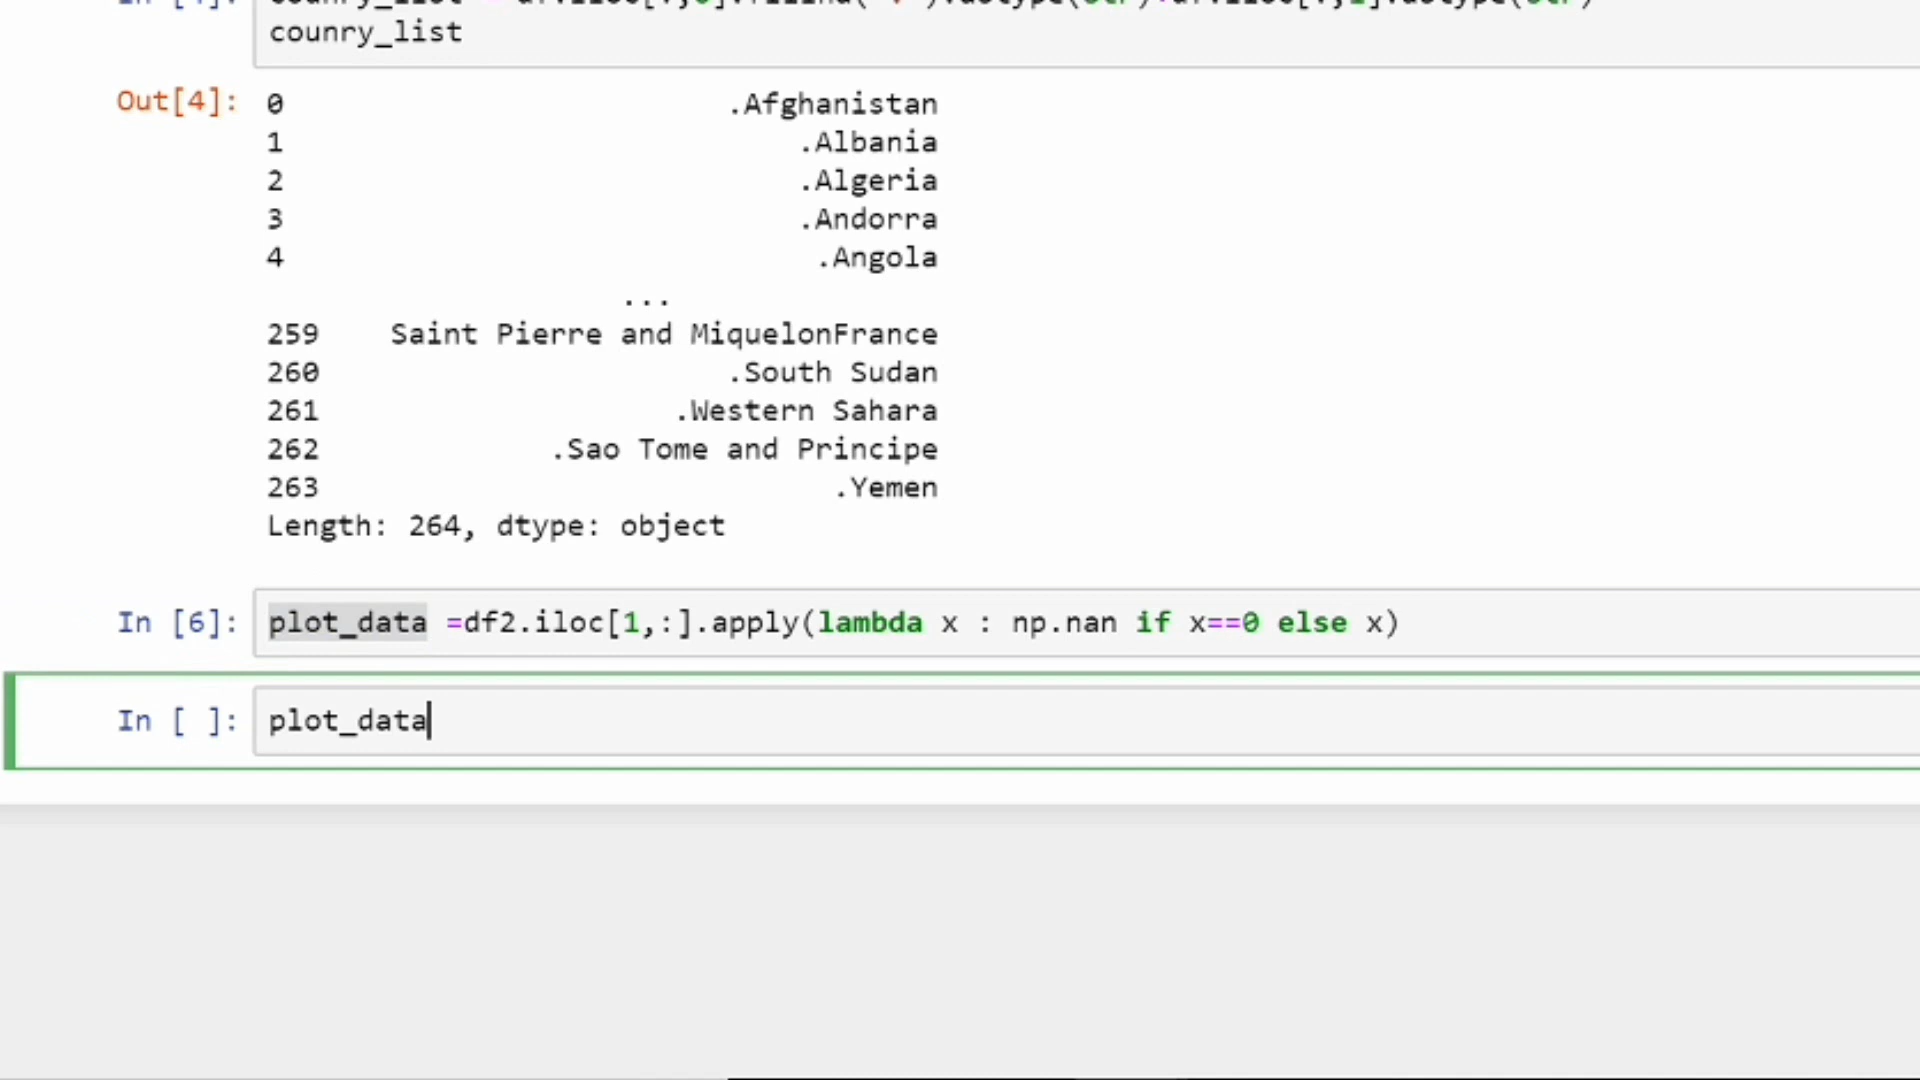 counry_list
Out[4]: 0 .Afghanistan
1 .Albania
2 .Algeria
3 .Andorra
4 .Angola
...
259 Saint Pierre and MiquelonFrance
260 .South Sudan
261 .Western Sahara
262 .Sao Tome and Principe
263 .Yemen
Length: 264, dtype: object
In [6]: plot_data =df2.iloc[1,:].apply(lambda x : np.nan if x==0 else x)
In [ ]: plot_data